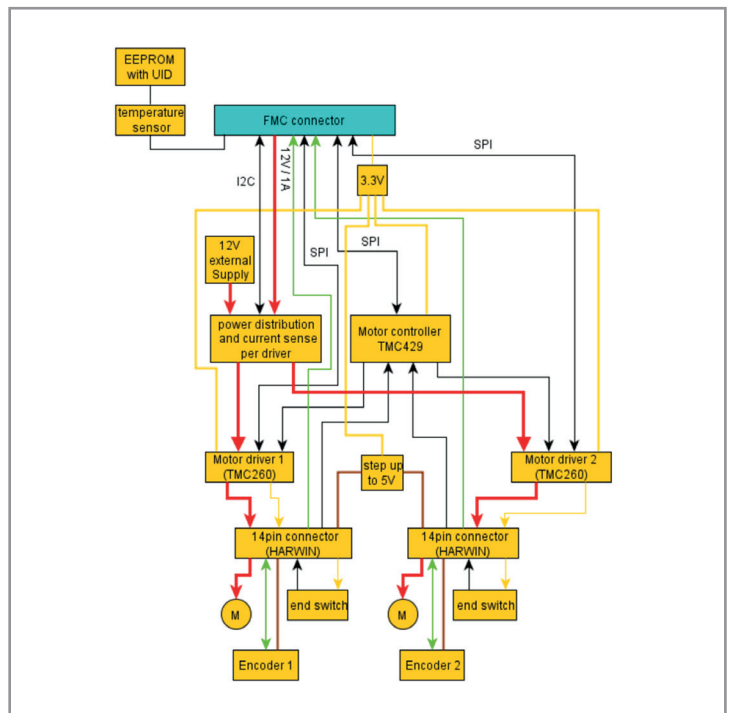 EEPROM
with UID
temperature
sensor
FMC connector
SPI
I2C
12V / 1A
3.3V
SPI
SPI
12V
external
Supply
power distribution
and current sense
per driver
Motor controller
TMC429
Motor driver 1
(TMC260)
step up
to 5V
Motor driver 2
(TMC260)
14pin connector
(HARWIN)
14pin connector
(HARWIN)
M
end switch
M
end switch
Encoder 1
Encoder 2